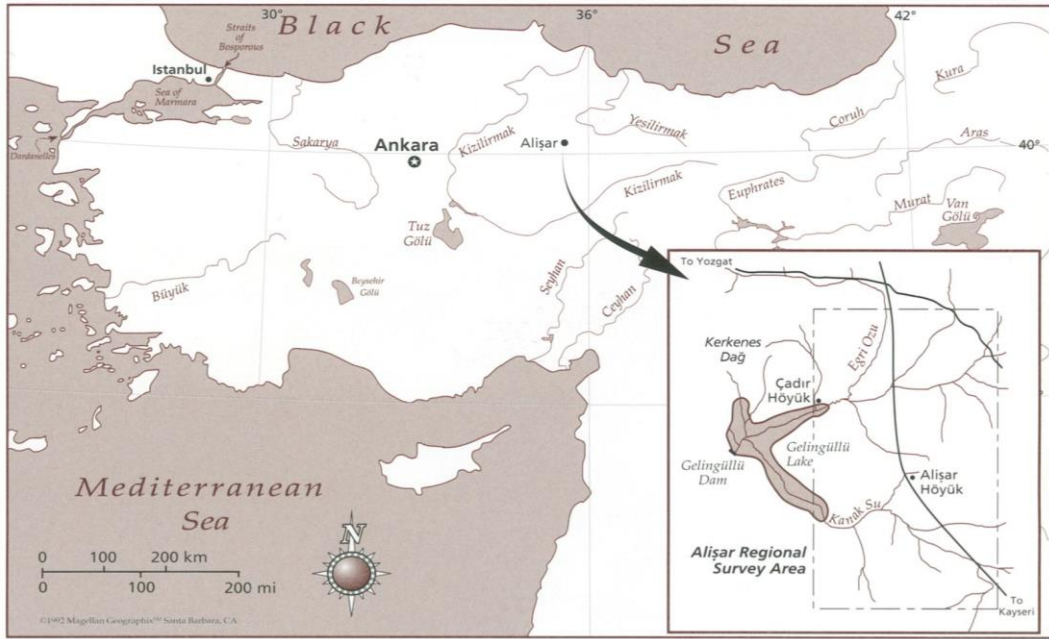 30°
36°
42°
Black
Sea
Straits
of
Bosporous
Istanbul
Sea of
Marmara
Dardanelles
Sakarya
Ankara
Kizilirmak
Alişar
Yesilirmak
Kizilirmak
Coruh
Kura
Aras
40°
Euphrates
Murat
Van
Gölü
Tuz
Gölü
Beysehir
Gölü
Büyük
Seyhan
Ceyhan
Mediterranean
Sea
0 100 200 km
0 100 200 mi
N
©1992 Magellan Geographix℠ Santa Barbara, CA
To Yozgat
Kerkenes
Dağ
Egri Ozu
Çadır
Höyük
Gelingüllü
Lake
Gelingüllü
Dam
Alişar
Höyük
Kanak Su
Alişar Regional
Survey Area
To
Kayseri